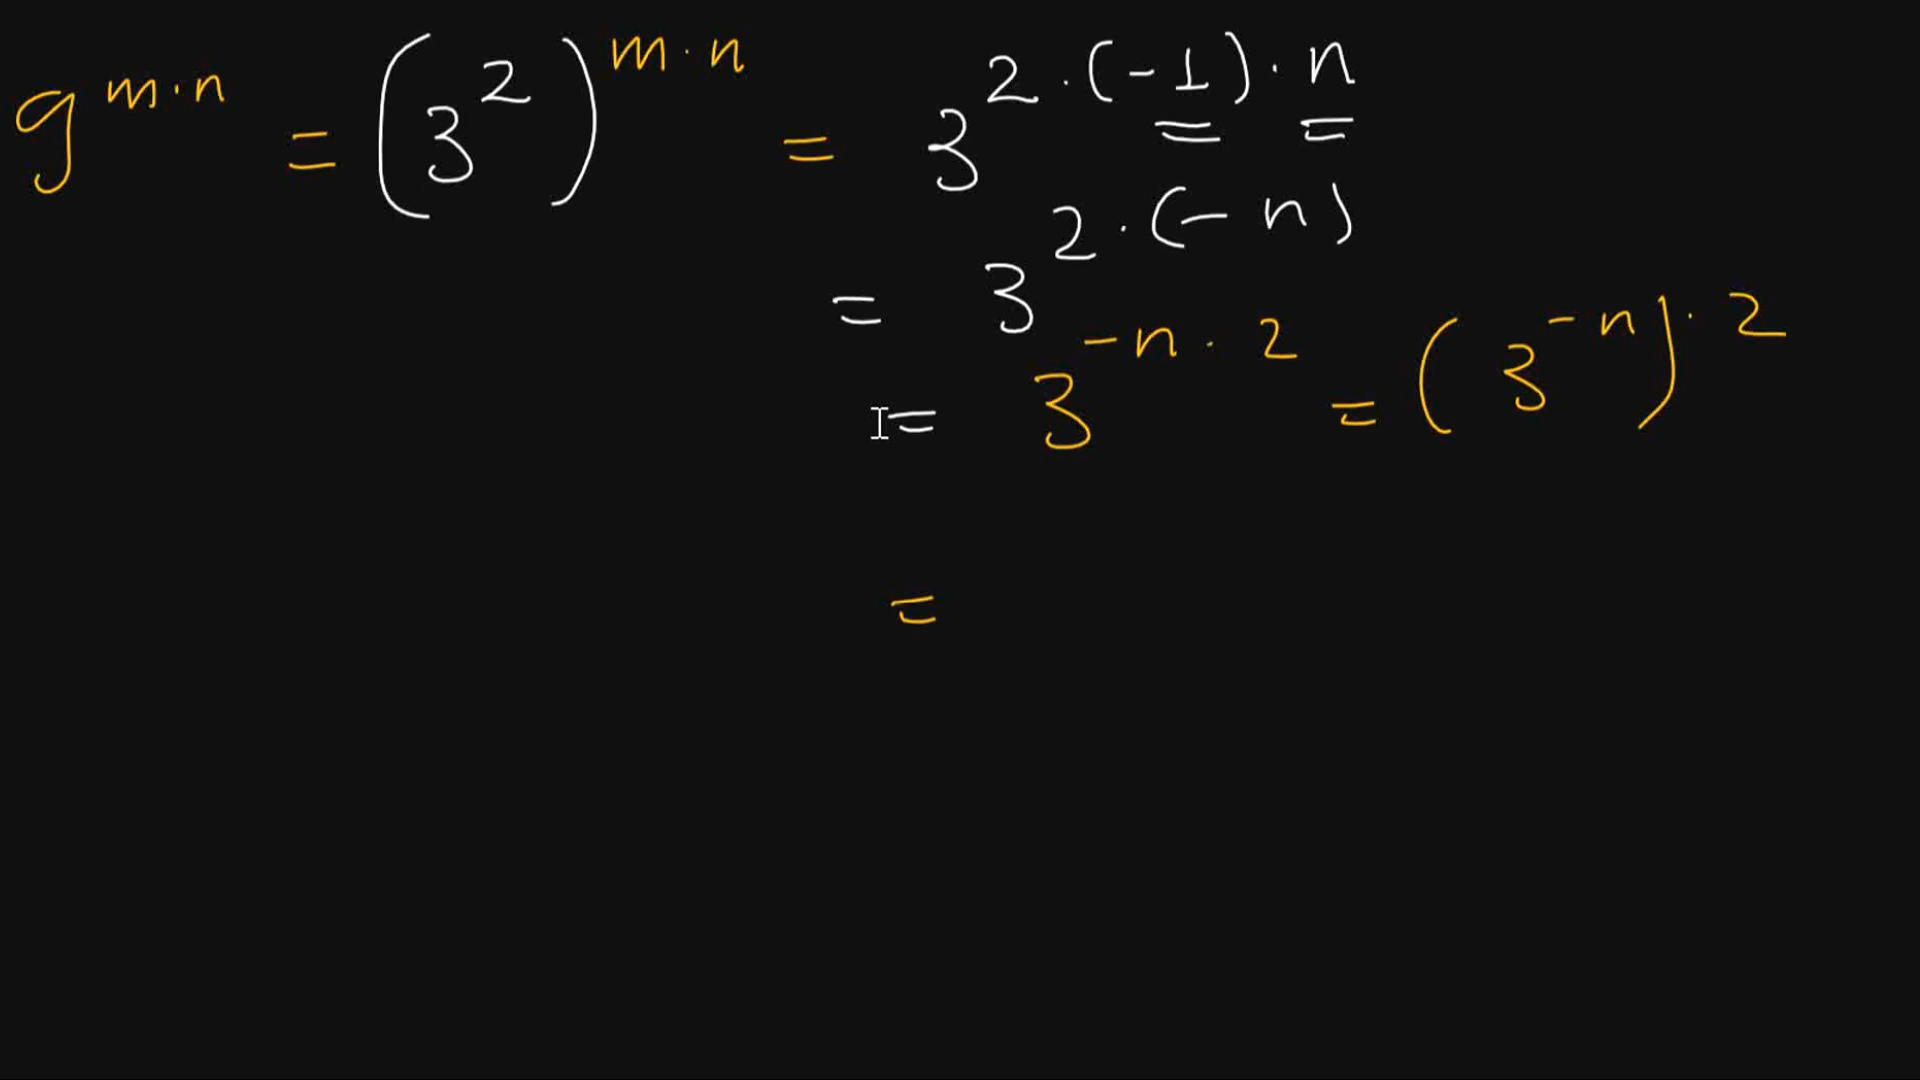 9^{m·n} = (3^2)^{m·n} = 3^{2·(-1)·n}
= 3^{2·(-n)}
= 3^{-n·2} = (3^{-n})^{·2}
=